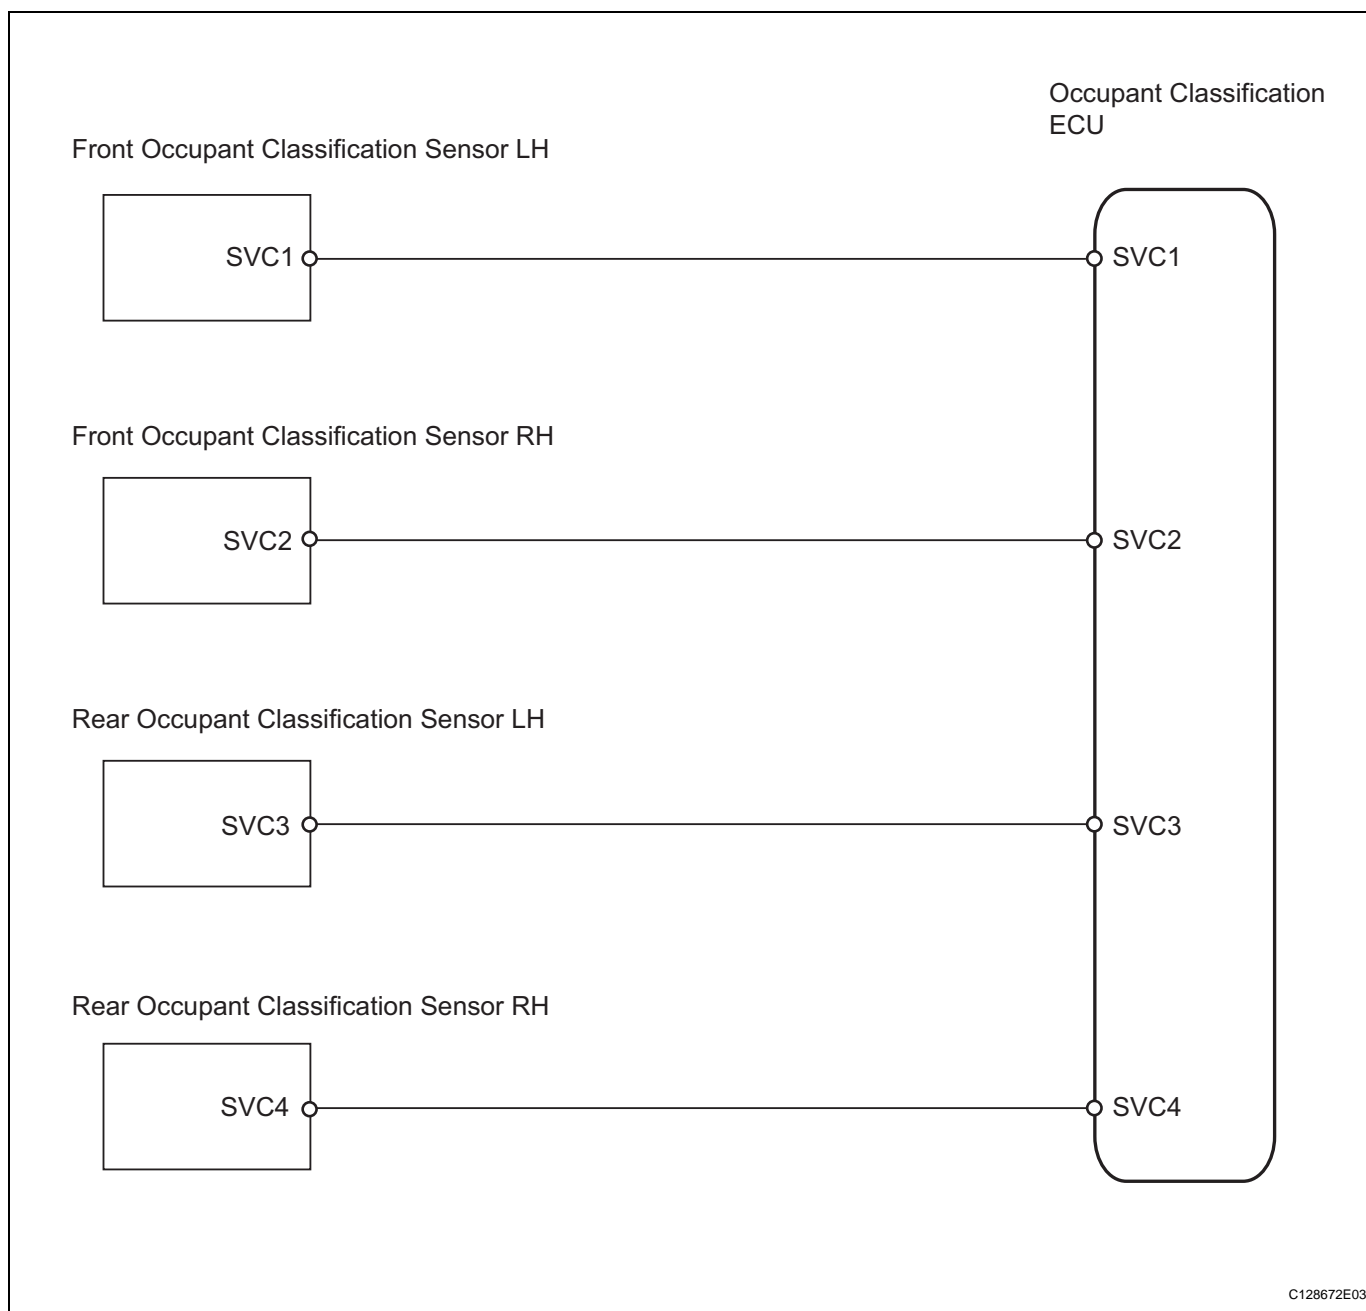 Occupant Classification
ECU
Front Occupant Classification Sensor LH
SVC1
SVC1
Front Occupant Classification Sensor RH
SVC2
SVC2
Rear Occupant Classification Sensor LH
SVC3
SVC3
Rear Occupant Classification Sensor RH
SVC4
SVC4
C128672E03